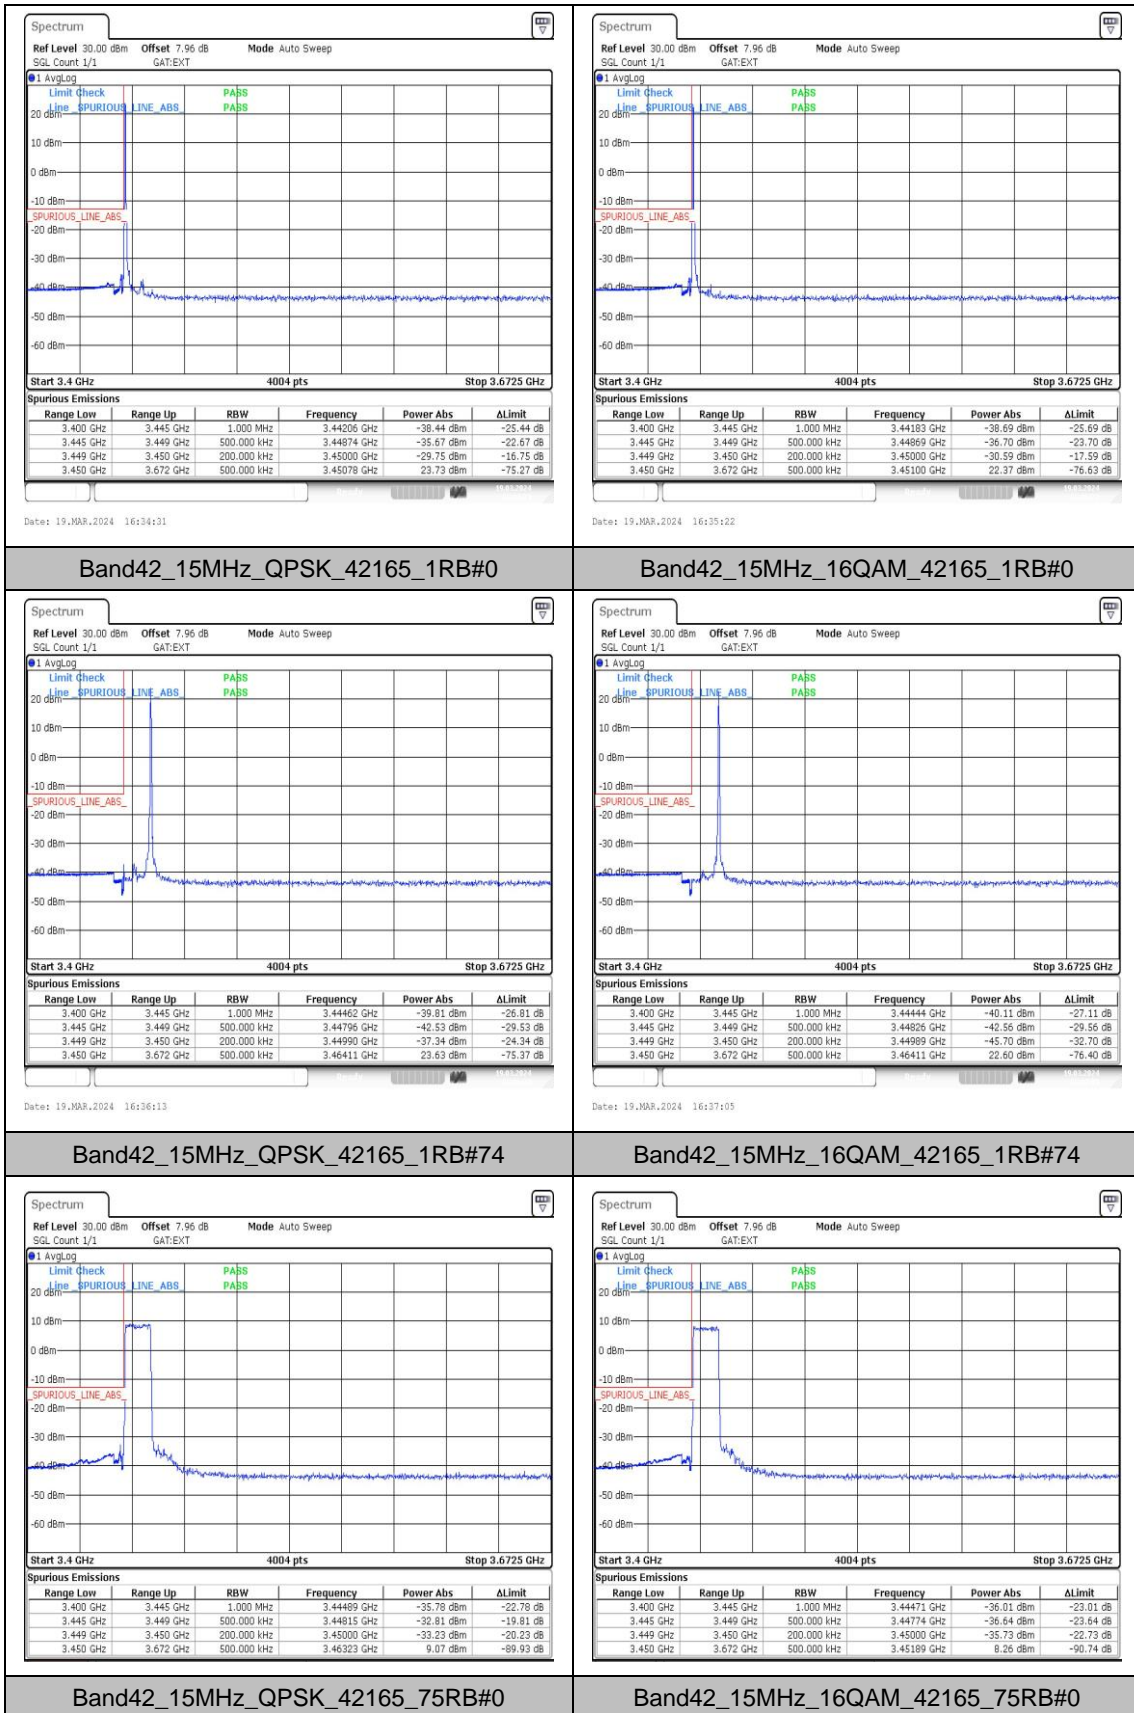 Spectrum
Ref Level 30.00 dBm Offset 7.96 dB Mode Auto Sweep
SGL Count 1/1 GAT:EXT
1 AvgLog
Limit Check PASS
Line _SPURIOUS_LINE_ABS_ PASS
20 dBm
10 dBm
0 dBm
-10 dBm
_SPURIOUS_LINE_ABS_
-20 dBm
-30 dBm
-40 dBm
-50 dBm
-60 dBm
Start 3.4 GHz 4004 pts Stop 3.6725 GHz
Spurious Emissions
Range Low Range Up RBW Frequency Power Abs ΔLimit
3.400 GHz 3.445 GHz 1.000 MHz 3.44206 GHz -38.44 dBm -25.44 dB
3.445 GHz 3.449 GHz 500.000 kHz 3.44874 GHz -35.67 dBm -22.67 dB
3.449 GHz 3.450 GHz 200.000 kHz 3.45000 GHz -29.75 dBm -16.75 dB
3.450 GHz 3.672 GHz 500.000 kHz 3.45078 GHz 23.73 dBm -75.27 dB
Date: 19.MAR.2024 16:34:31
Band42_15MHz_QPSK_42165_1RB#0
Spectrum
Ref Level 30.00 dBm Offset 7.96 dB Mode Auto Sweep
SGL Count 1/1 GAT:EXT
1 AvgLog
Limit Check PASS
Line _SPURIOUS_LINE_ABS_ PASS
20 dBm
10 dBm
0 dBm
-10 dBm
_SPURIOUS_LINE_ABS_
-20 dBm
-30 dBm
-40 dBm
-50 dBm
-60 dBm
Start 3.4 GHz 4004 pts Stop 3.6725 GHz
Spurious Emissions
Range Low Range Up RBW Frequency Power Abs ΔLimit
3.400 GHz 3.445 GHz 1.000 MHz 3.44183 GHz -38.69 dBm -25.69 dB
3.445 GHz 3.449 GHz 500.000 kHz 3.44869 GHz -36.70 dBm -23.70 dB
3.449 GHz 3.450 GHz 200.000 kHz 3.45000 GHz -30.59 dBm -17.59 dB
3.450 GHz 3.672 GHz 500.000 kHz 3.45100 GHz 22.37 dBm -76.63 dB
Date: 19.MAR.2024 16:35:22
Band42_15MHz_16QAM_42165_1RB#0
Spectrum
Ref Level 30.00 dBm Offset 7.96 dB Mode Auto Sweep
SGL Count 1/1 GAT:EXT
1 AvgLog
Limit Check PASS
Line _SPURIOUS_LINE_ABS_ PASS
20 dBm
10 dBm
0 dBm
-10 dBm
_SPURIOUS_LINE_ABS_
-20 dBm
-30 dBm
-40 dBm
-50 dBm
-60 dBm
Start 3.4 GHz 4004 pts Stop 3.6725 GHz
Spurious Emissions
Range Low Range Up RBW Frequency Power Abs ΔLimit
3.400 GHz 3.445 GHz 1.000 MHz 3.44462 GHz -39.81 dBm -26.81 dB
3.445 GHz 3.449 GHz 500.000 kHz 3.44796 GHz -42.53 dBm -29.53 dB
3.449 GHz 3.450 GHz 200.000 kHz 3.44990 GHz -37.34 dBm -24.34 dB
3.450 GHz 3.672 GHz 500.000 kHz 3.46411 GHz 23.63 dBm -75.37 dB
Date: 19.MAR.2024 16:36:13
Band42_15MHz_QPSK_42165_1RB#74
Spectrum
Ref Level 30.00 dBm Offset 7.96 dB Mode Auto Sweep
SGL Count 1/1 GAT:EXT
1 AvgLog
Limit Check PASS
Line _SPURIOUS_LINE_ABS_ PASS
20 dBm
10 dBm
0 dBm
-10 dBm
_SPURIOUS_LINE_ABS_
-20 dBm
-30 dBm
-40 dBm
-50 dBm
-60 dBm
Start 3.4 GHz 4004 pts Stop 3.6725 GHz
Spurious Emissions
Range Low Range Up RBW Frequency Power Abs ΔLimit
3.400 GHz 3.445 GHz 1.000 MHz 3.44444 GHz -40.11 dBm -27.11 dB
3.445 GHz 3.449 GHz 500.000 kHz 3.44826 GHz -42.56 dBm -29.56 dB
3.449 GHz 3.450 GHz 200.000 kHz 3.44989 GHz -45.70 dBm -32.70 dB
3.450 GHz 3.672 GHz 500.000 kHz 3.46411 GHz 22.60 dBm -76.40 dB
Date: 19.MAR.2024 16:37:05
Band42_15MHz_16QAM_42165_1RB#74
Spectrum
Ref Level 30.00 dBm Offset 7.96 dB Mode Auto Sweep
SGL Count 1/1 GAT:EXT
1 AvgLog
Limit Check PASS
Line _SPURIOUS_LINE_ABS_ PASS
20 dBm
10 dBm
0 dBm
-10 dBm
_SPURIOUS_LINE_ABS_
-20 dBm
-30 dBm
-40 dBm
-50 dBm
-60 dBm
Start 3.4 GHz 4004 pts Stop 3.6725 GHz
Spurious Emissions
Range Low Range Up RBW Frequency Power Abs ΔLimit
3.400 GHz 3.445 GHz 1.000 MHz 3.44489 GHz -35.78 dBm -22.78 dB
3.445 GHz 3.449 GHz 500.000 kHz 3.44815 GHz -32.81 dBm -19.81 dB
3.449 GHz 3.450 GHz 200.000 kHz 3.45000 GHz -33.23 dBm -20.23 dB
3.450 GHz 3.672 GHz 500.000 kHz 3.46323 GHz 9.07 dBm -89.93 dB
Band42_15MHz_QPSK_42165_75RB#0
Spectrum
Ref Level 30.00 dBm Offset 7.96 dB Mode Auto Sweep
SGL Count 1/1 GAT:EXT
1 AvgLog
Limit Check PASS
Line _SPURIOUS_LINE_ABS_ PASS
20 dBm
10 dBm
0 dBm
-10 dBm
_SPURIOUS_LINE_ABS_
-20 dBm
-30 dBm
-40 dBm
-50 dBm
-60 dBm
Start 3.4 GHz 4004 pts Stop 3.6725 GHz
Spurious Emissions
Range Low Range Up RBW Frequency Power Abs ΔLimit
3.400 GHz 3.445 GHz 1.000 MHz 3.44471 GHz -36.01 dBm -23.01 dB
3.445 GHz 3.449 GHz 500.000 kHz 3.44774 GHz -36.64 dBm -23.64 dB
3.449 GHz 3.450 GHz 200.000 kHz 3.45000 GHz -35.73 dBm -22.73 dB
3.450 GHz 3.672 GHz 500.000 kHz 3.45189 GHz 8.26 dBm -90.74 dB
Band42_15MHz_16QAM_42165_75RB#0